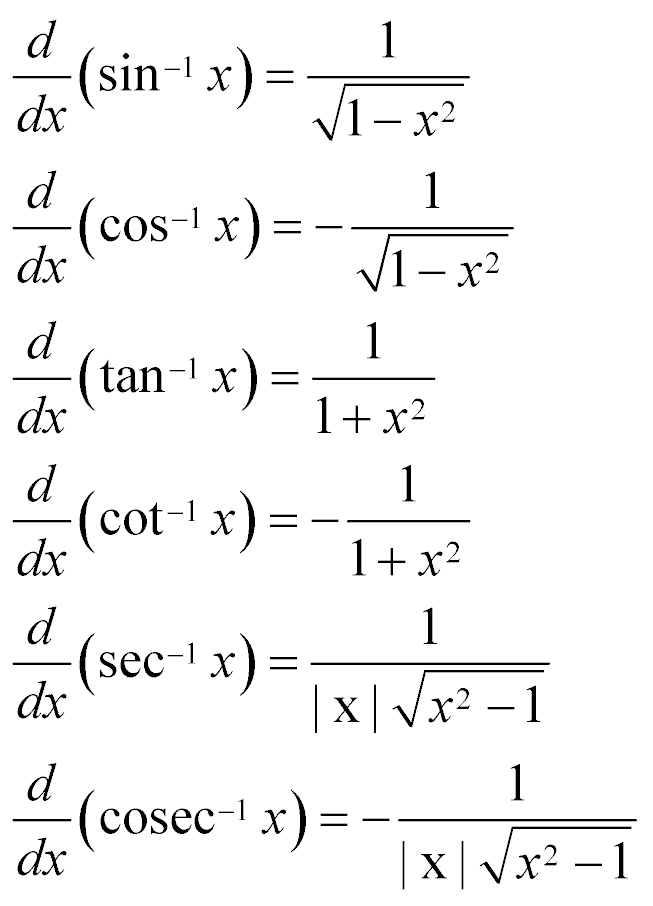 d/dx (sin⁻¹ x) = 1/√(1 − x²)
d/dx (cos⁻¹ x) = − 1/√(1 − x²)
d/dx (tan⁻¹ x) = 1/(1 + x²)
d/dx (cot⁻¹ x) = − 1/(1 + x²)
d/dx (sec⁻¹ x) = 1/(| x | √(x² − 1))
d/dx (cosec⁻¹ x) = − 1/(| x | √(x² − 1))